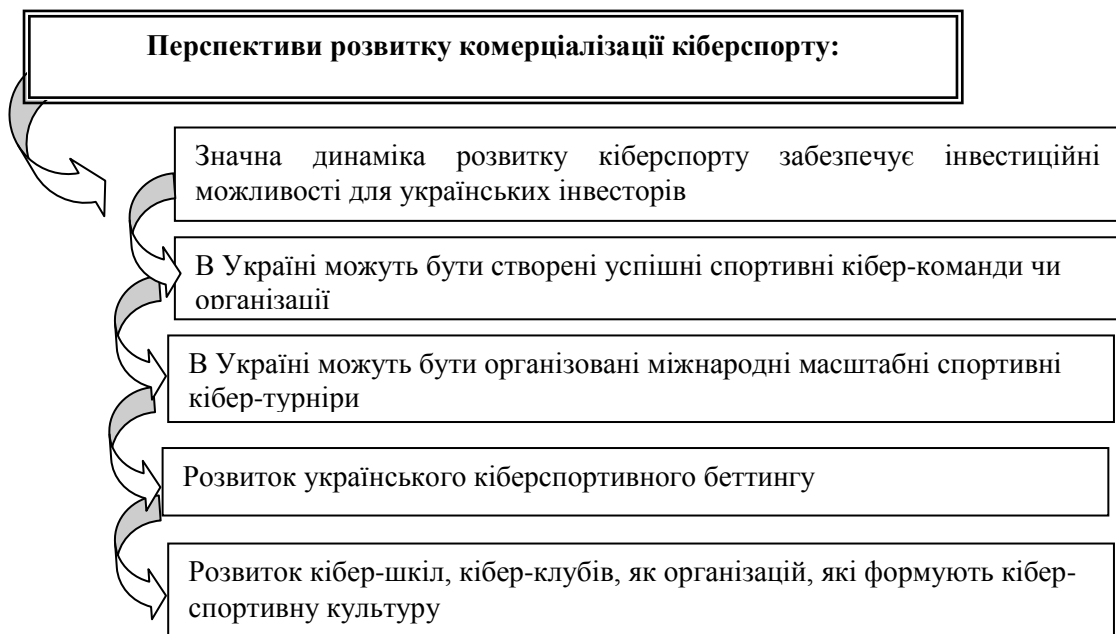 Перспективи розвитку комерціалізації кіберспорту:
Значна динаміка розвитку кіберспорту забезпечує інвестиційні
можливості для українських інвесторів
В Україні можуть бути створені успішні спортивні кібер-команди чи
організації
В Україні можуть бути організовані міжнародні масштабні спортивні
кібер-турніри
Розвиток українського кіберспортивного беттингу
Розвиток кібер-шкіл, кібер-клубів, як організацій, які формують кібер-
спортивну культуру